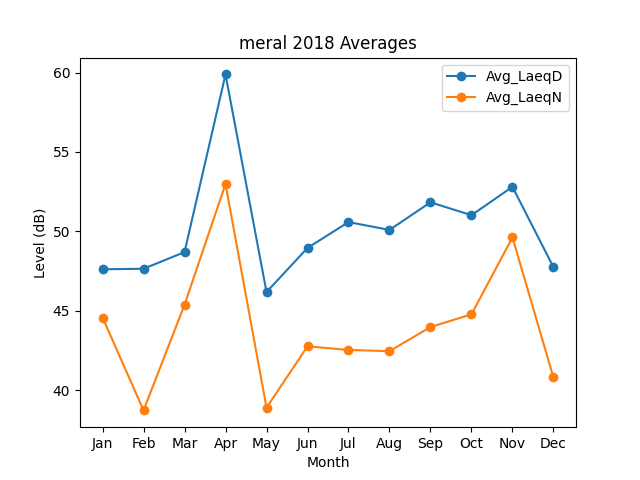 meral 2018 Averages
Avg_LaeqD
Avg_LaeqN
Level (dB)
60
55
50
45
40
Jan Feb Mar Apr May Jun Jul Aug Sep Oct Nov Dec
Month